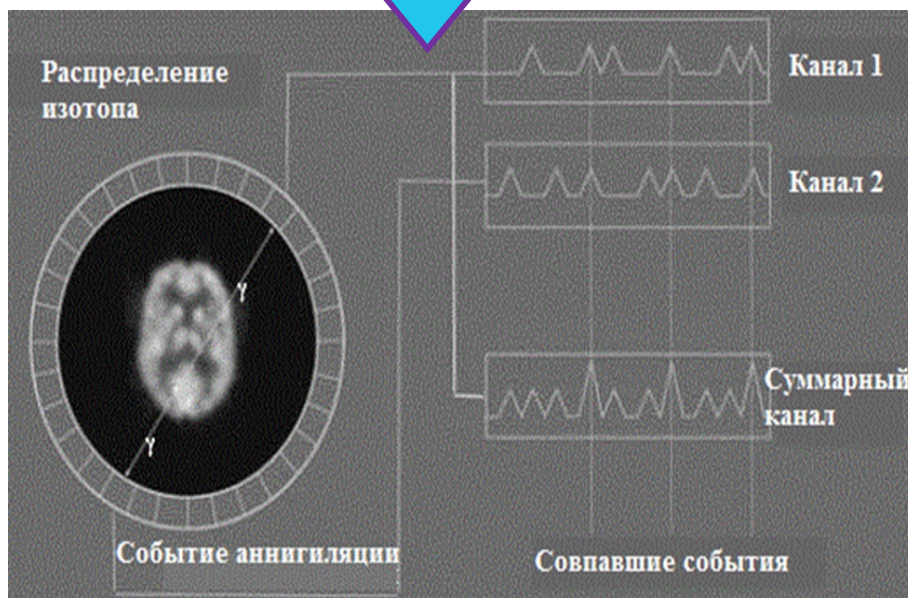 Распределение
изотопа
Канал 1
Канал 2
γ
γ
Суммарный
канал
Событие аннигиляции
Совпавшие события